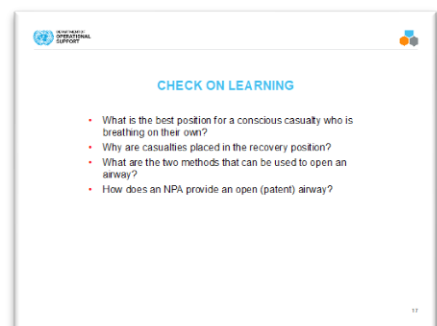 DEPARTMENT OF
OPERATIONAL
SUPPORT
CHECK ON LEARNING
• What is the best position for a conscious casualty who is
breathing on their own?
• Why are casualties placed in the recovery position?
• What are the two methods that can be used to open an
airway?
• How does an NPA provide an open (patent) airway?
17